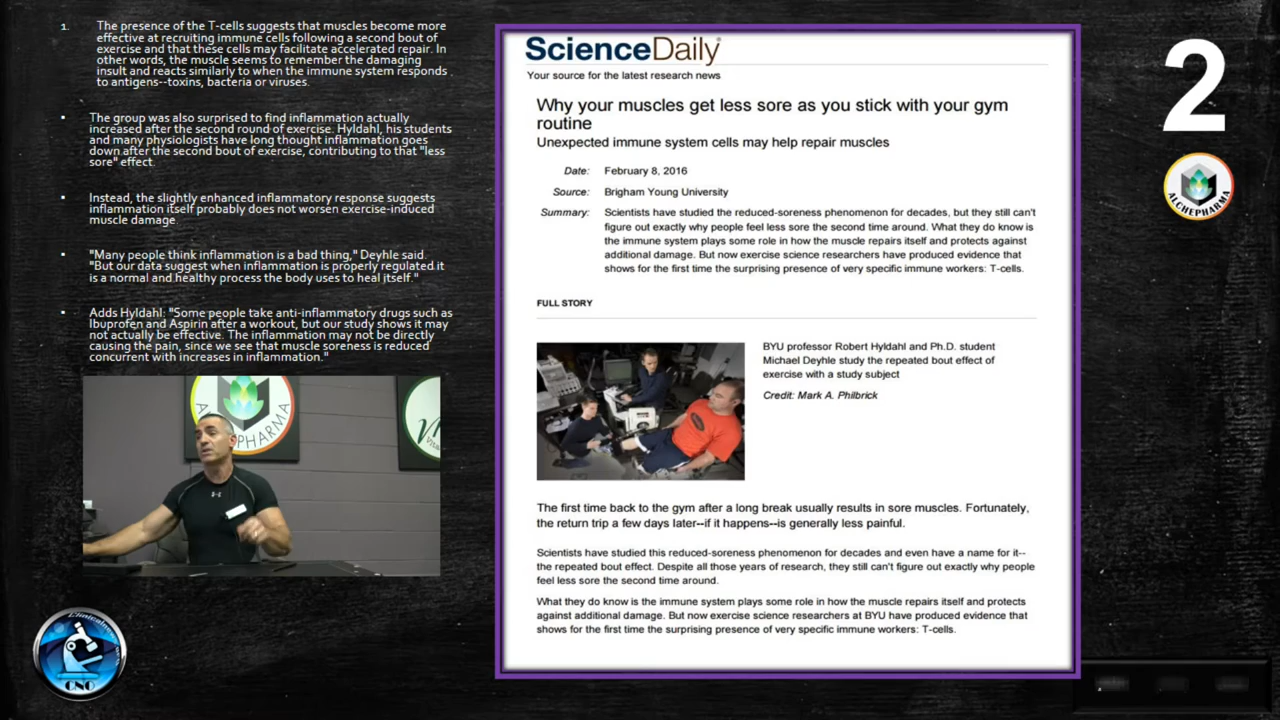 1. The presence of the T-cells suggests that muscles become more
effective at recruiting immune cells following a second bout of
exercise and that these cells may facilitate accelerated repair. In
other words, the muscle seems to remember the damaging
insult and reacts similarly to when the immune system responds
to antigens--toxins, bacteria or viruses.
▪ The group was also surprised to find inflammation actually
increased after the second round of exercise. Hyldahl, his students
and many physiologists have long thought inflammation goes
down after the second bout of exercise, contributing to that "less
sore" effect.
▪ Instead, the slightly enhanced inflammatory response suggests
inflammation itself probably does not worsen exercise-induced
muscle damage.
▪ "Many people think inflammation is a bad thing," Deyhle said.
"But our data suggest when inflammation is properly regulated it
is a normal and healthy process the body uses to heal itself."
▪ Adds Hyldahl: "Some people take anti-inflammatory drugs such as
Ibuprofen and Aspirin after a workout, but our study shows it may
not actually be effective. The inflammation may not be directly
causing the pain, since we see that muscle soreness is reduced
concurrent with increases in inflammation."
ALCHEPHARMA
CNO
ScienceDaily
Your source for the latest research news
Why your muscles get less sore as you stick with your gym
routine
Unexpected immune system cells may help repair muscles
Date: February 8, 2016
Source: Brigham Young University
Summary: Scientists have studied the reduced-soreness phenomenon for decades, but they still can't
figure out exactly why people feel less sore the second time around. What they do know is
the immune system plays some role in how the muscle repairs itself and protects against
additional damage. But now exercise science researchers have produced evidence that
shows for the first time the surprising presence of very specific immune workers: T-cells.
FULL STORY
BYU professor Robert Hyldahl and Ph.D. student
Michael Deyhle study the repeated bout effect of
exercise with a study subject
Credit: Mark A. Philbrick
The first time back to the gym after a long break usually results in sore muscles. Fortunately,
the return trip a few days later--if it happens--is generally less painful.
Scientists have studied this reduced-soreness phenomenon for decades and even have a name for it--
the repeated bout effect. Despite all those years of research, they still can't figure out exactly why people
feel less sore the second time around.
What they do know is the immune system plays some role in how the muscle repairs itself and protects
against additional damage. But now exercise science researchers at BYU have produced evidence that
shows for the first time the surprising presence of very specific immune workers: T-cells.
2
ALCHEPHARMA